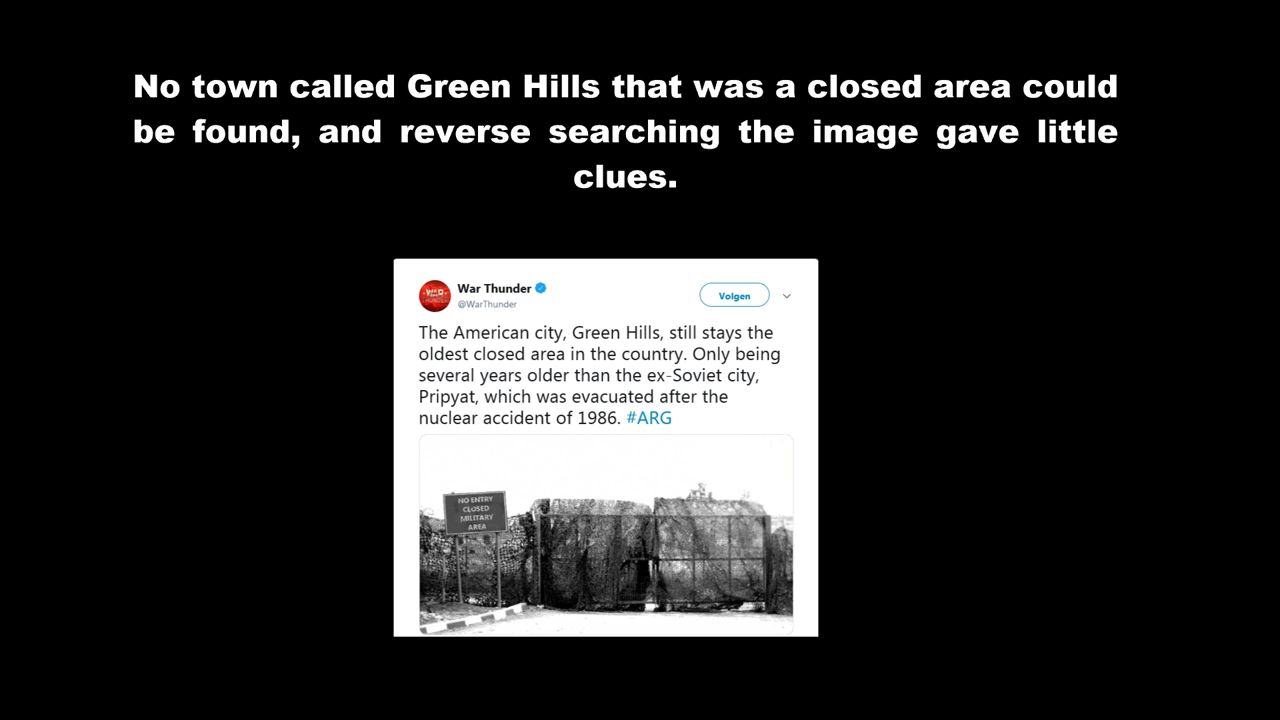 No town called Green Hills that was a closed area could
be found, and reverse searching the image gave little
clues.
War Thunder
@WarThunder
Volgen
The American city, Green Hills, still stays the
oldest closed area in the country. Only being
several years older than the ex-Soviet city,
Pripyat, which was evacuated after the
nuclear accident of 1986. #ARG
NO ENTRY
CLOSED
MILITARY
AREA